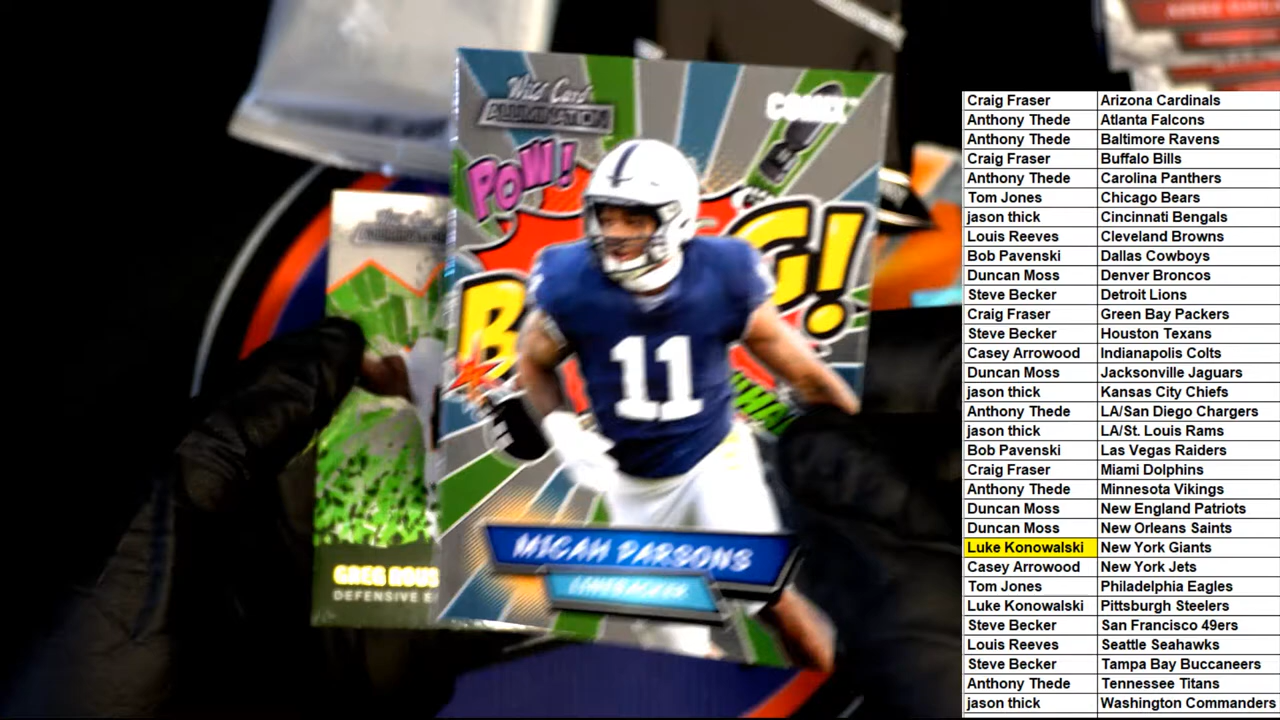 Wild Card
ALUMINATION
COMIX
POW!
MICAH PARSONS
LINEBACKER
Wild Card
GREG ROUS
DEFENSIVE E
Craig Fraser Arizona Cardinals
Anthony Thede Atlanta Falcons
Anthony Thede Baltimore Ravens
Craig Fraser Buffalo Bills
Anthony Thede Carolina Panthers
Tom Jones Chicago Bears
jason thick Cincinnati Bengals
Louis Reeves Cleveland Browns
Bob Pavenski Dallas Cowboys
Duncan Moss Denver Broncos
Steve Becker Detroit Lions
Craig Fraser Green Bay Packers
Steve Becker Houston Texans
Casey Arrowood Indianapolis Colts
Duncan Moss Jacksonville Jaguars
jason thick Kansas City Chiefs
Anthony Thede LA/San Diego Chargers
jason thick LA/St. Louis Rams
Bob Pavenski Las Vegas Raiders
Craig Fraser Miami Dolphins
Anthony Thede Minnesota Vikings
Duncan Moss New England Patriots
Duncan Moss New Orleans Saints
Luke Konowalski New York Giants
Casey Arrowood New York Jets
Tom Jones Philadelphia Eagles
Luke Konowalski Pittsburgh Steelers
Steve Becker San Francisco 49ers
Louis Reeves Seattle Seahawks
Steve Becker Tampa Bay Buccaneers
Anthony Thede Tennessee Titans
jason thick Washington Commanders
11